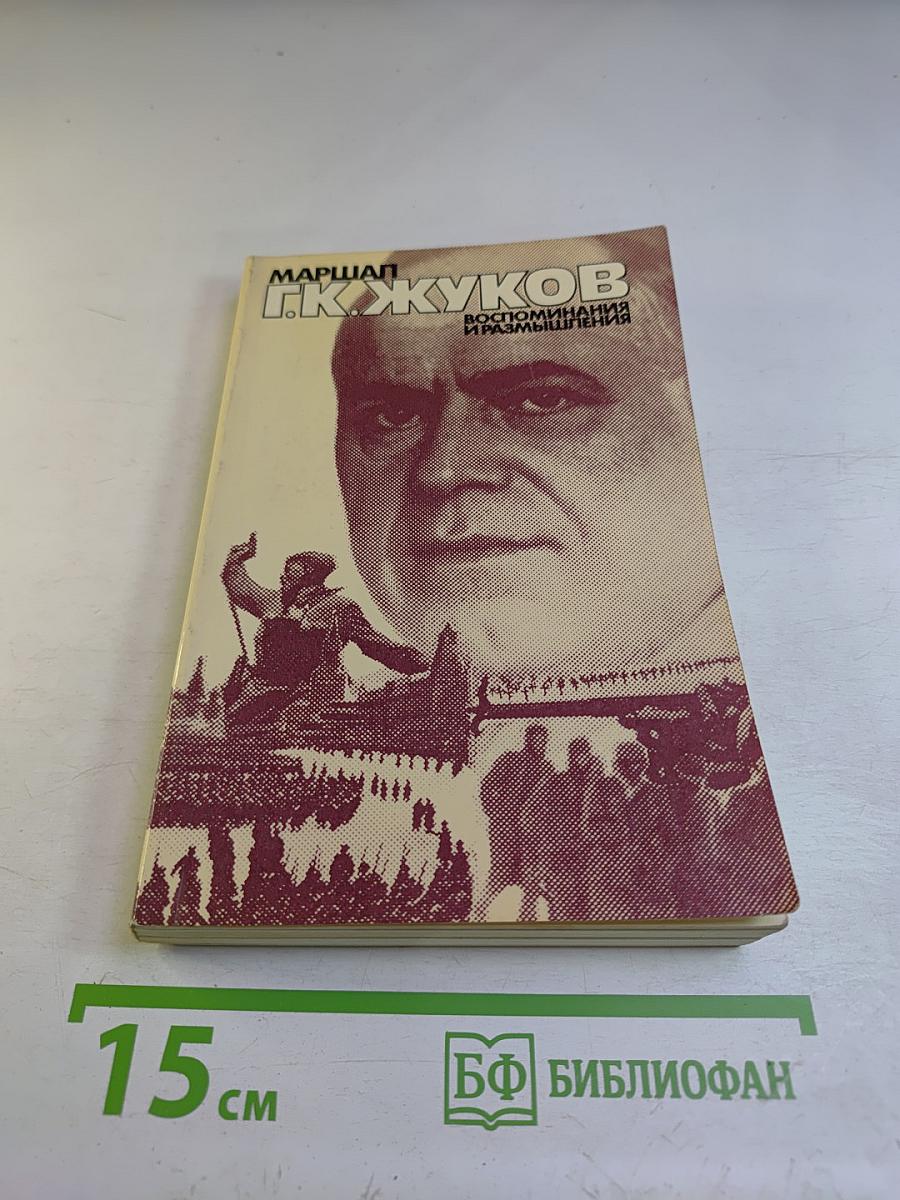 МАРШАЛ
Г.К.ЖУКОВ
ВОСПОМИНАНИЯ
И РАЗМЫШЛЕНИЯ
15 см
БФ БИБЛИОФАН